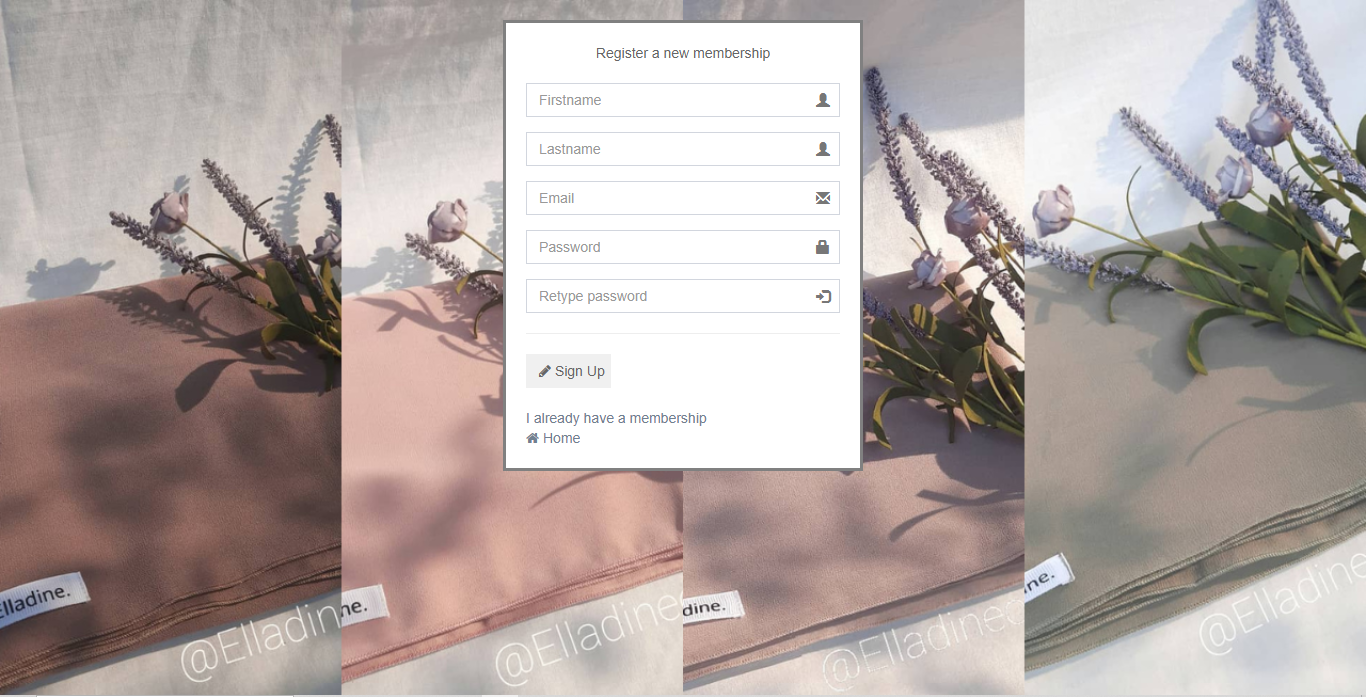 Register a new membership
Firstname
Lastname
Email
Password
Retype password
Sign Up
I already have a membership
Home
Elladine.
ne.
dine.
ne.
@Elladin
@Elladine
@Elladine
@Elladine